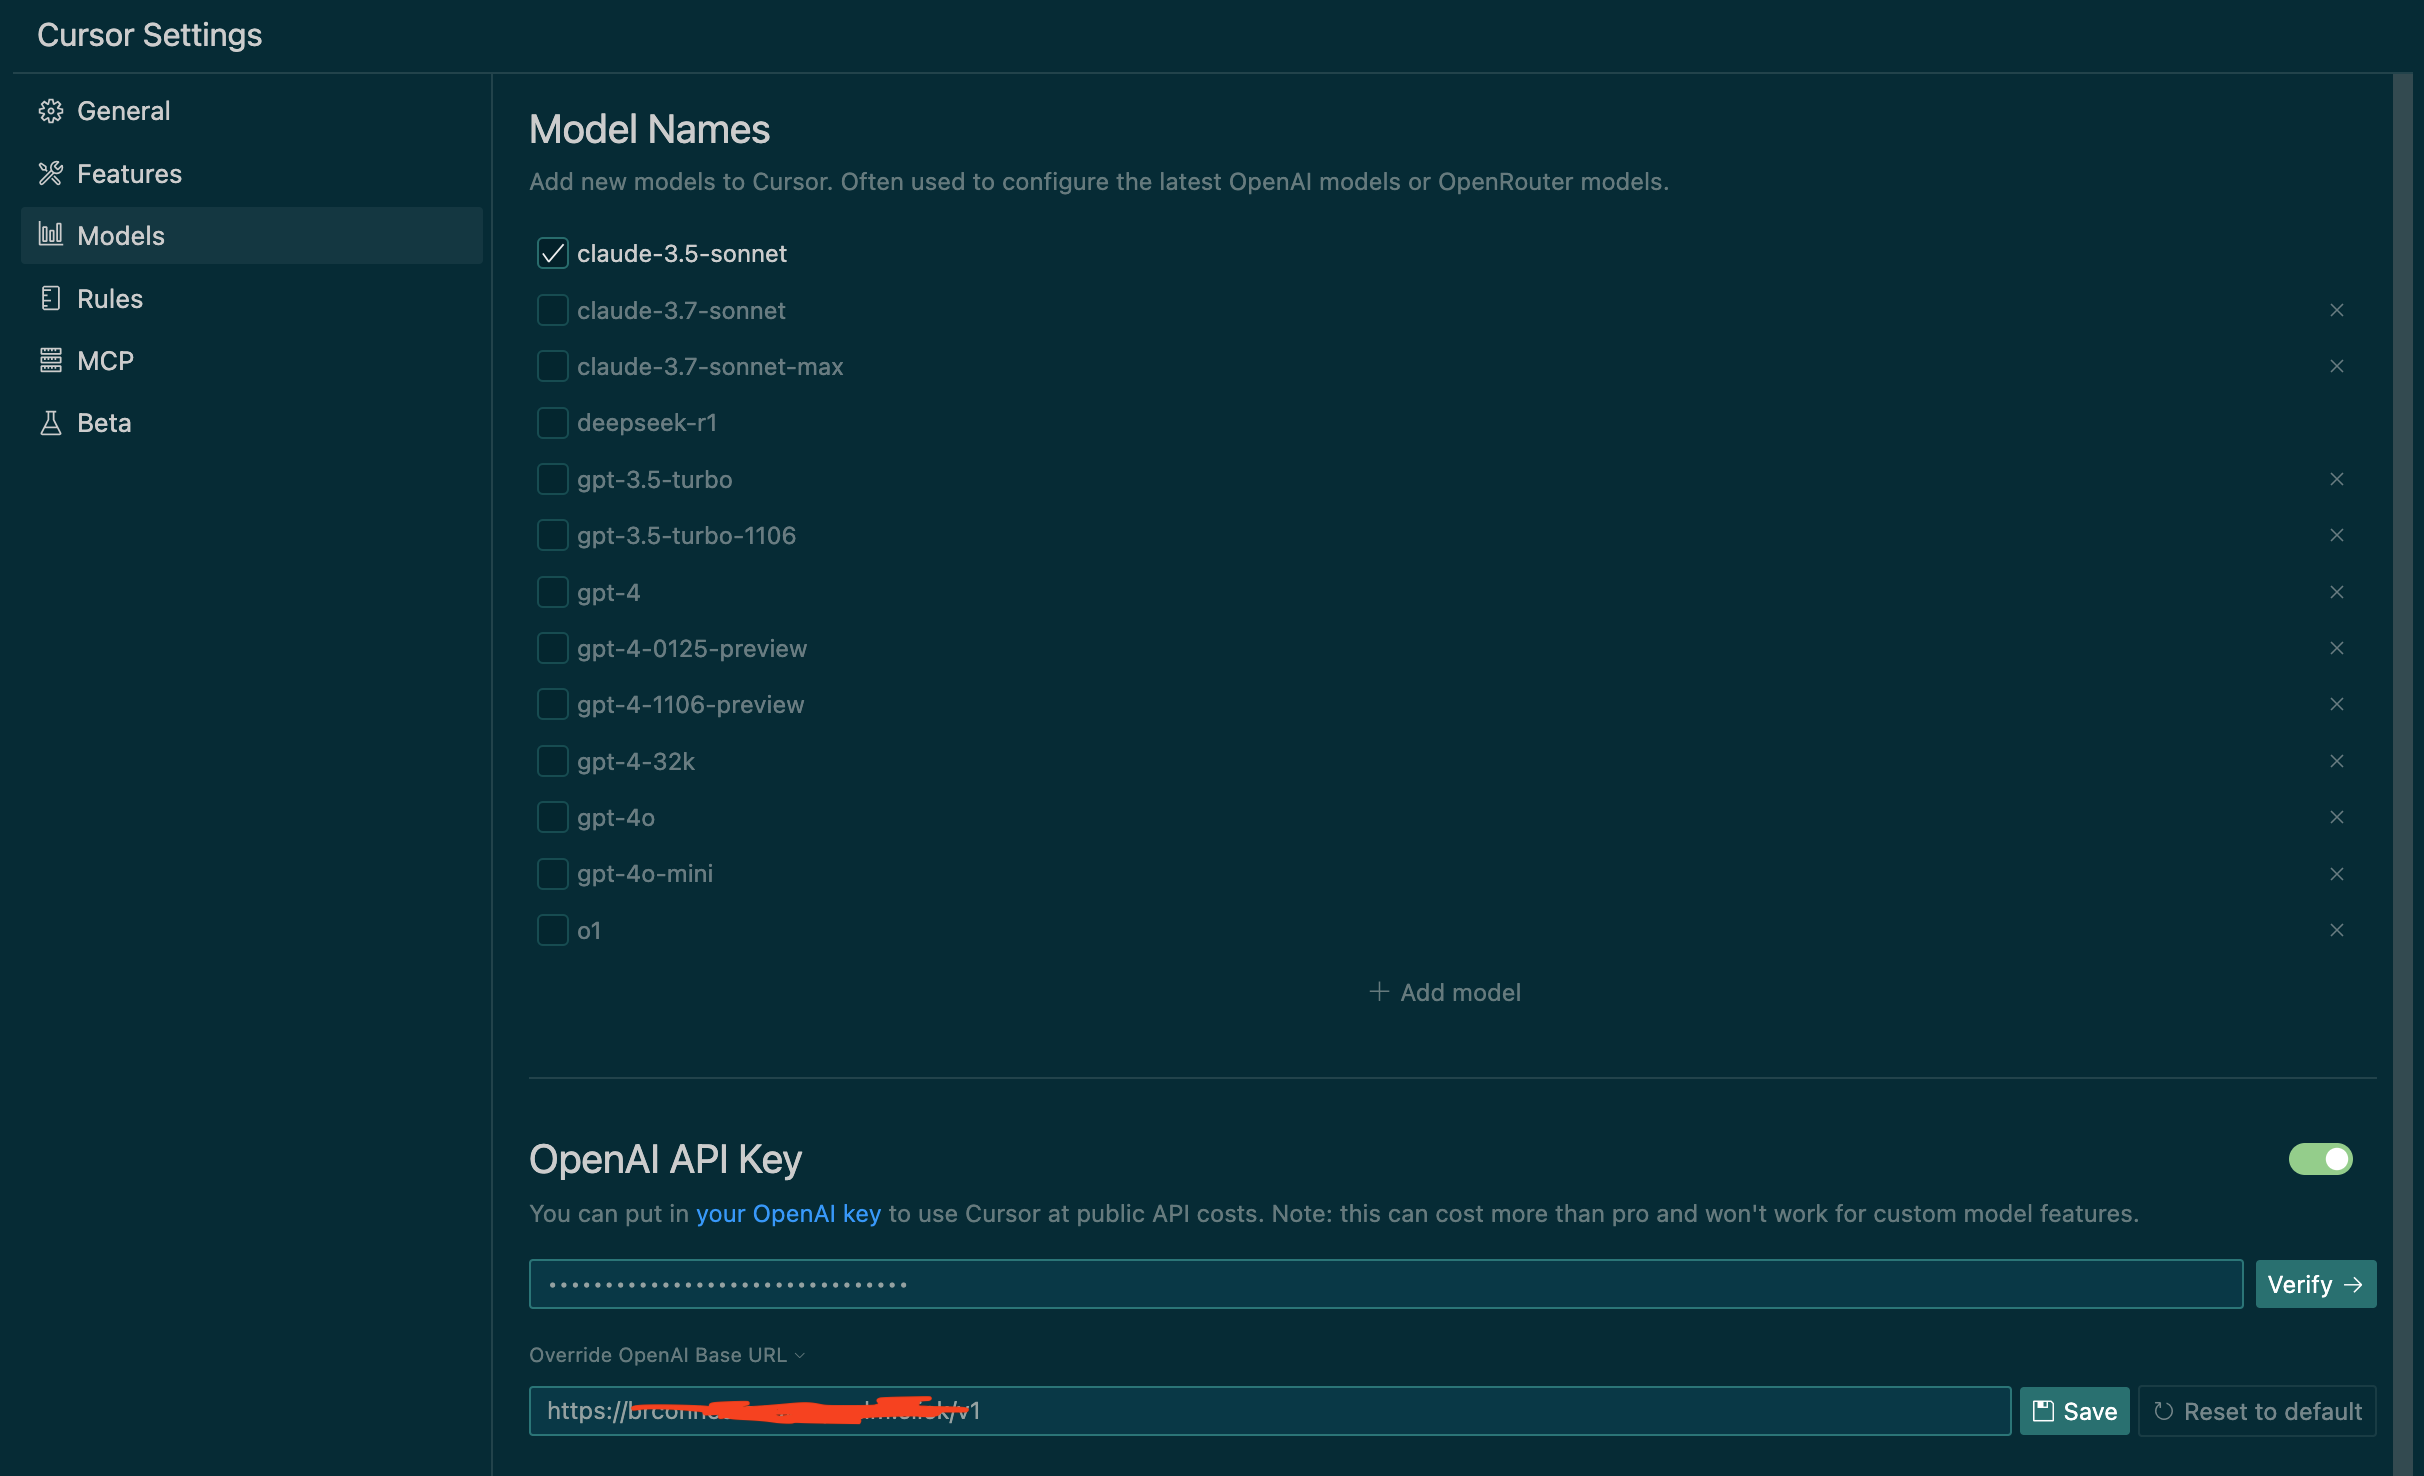 Cursor Settings
General
Features
Models
Rules
MCP
Beta
Model Names
Add new models to Cursor. Often used to configure the latest OpenAI models or OpenRouter models.
claude-3.5-sonnet
claude-3.7-sonnet
claude-3.7-sonnet-max
deepseek-r1
gpt-3.5-turbo
gpt-3.5-turbo-1106
gpt-4
gpt-4-0125-preview
gpt-4-1106-preview
gpt-4-32k
gpt-4o
gpt-4o-mini
o1
Add model
OpenAI API Key
You can put in your OpenAI key to use Cursor at public API costs. Note: this can cost more than pro and won't work for custom model features.
Verify →
Override OpenAI Base URL
https:// /v1
Save
Reset to default